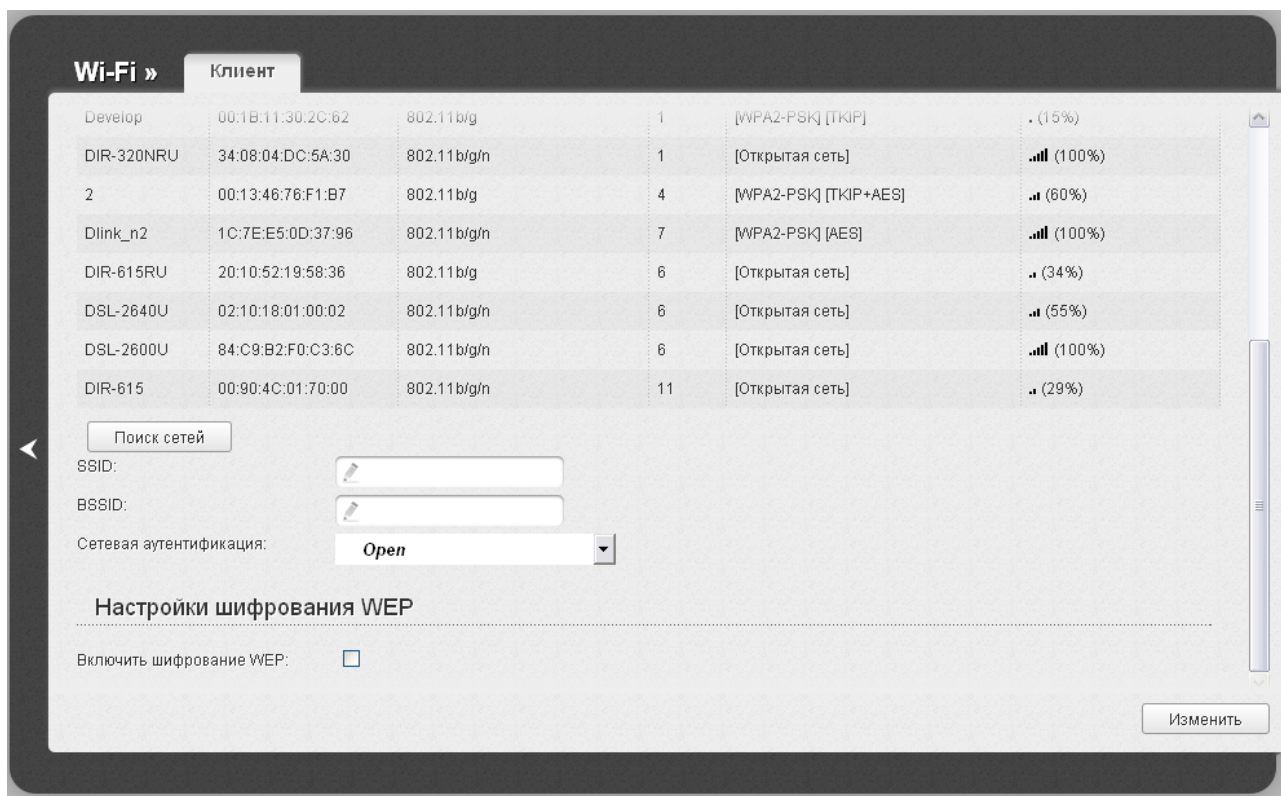 Wi-Fi » Клиент
Develop 00:1B:11:30:2C:62 802.11b/g 1 [WPA2-PSK] [TKIP] (15%)
DIR-320NRU 34:08:04:DC:5A:30 802.11b/g/n 1 [Открытая сеть] (100%)
2 00:13:46:76:F1:B7 802.11b/g 4 [WPA2-PSK] [TKIP+AES] (60%)
Dlink_n2 1C:7E:E5:0D:37:96 802.11b/g/n 7 [WPA2-PSK] [AES] (100%)
DIR-615RU 20:10:52:19:58:36 802.11b/g 6 [Открытая сеть] (34%)
DSL-2640U 02:10:18:01:00:02 802.11b/g/n 6 [Открытая сеть] (55%)
DSL-2600U 84:C9:B2:F0:C3:6C 802.11b/g/n 6 [Открытая сеть] (100%)
DIR-615 00:90:4C:01:70:00 802.11b/g/n 11 [Открытая сеть] (29%)
Поиск сетей
SSID:
BSSID:
Сетевая аутентификация: Open
Настройки шифрования WEP
Включить шифрование WEP:
Изменить